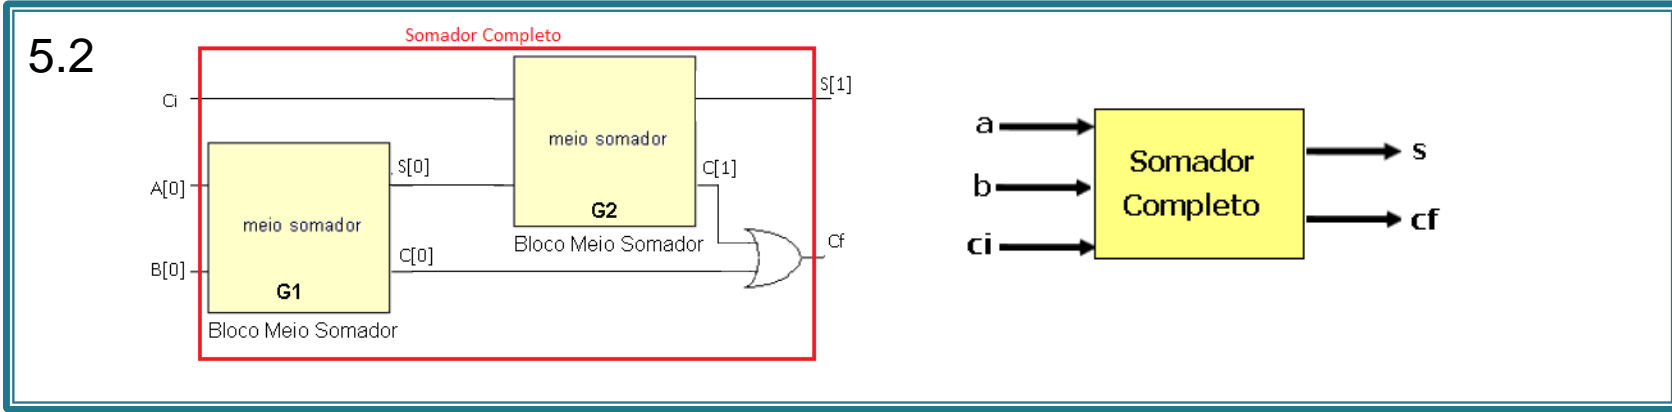 5.2
Somador Completo
Ci
S[1]
meio somador
G2
Bloco Meio Somador
A[0]
S[0]
C[1]
meio somador
B[0]
C[0]
Cf
G1
Bloco Meio Somador
a
b
ci
Somador
Completo
s
cf